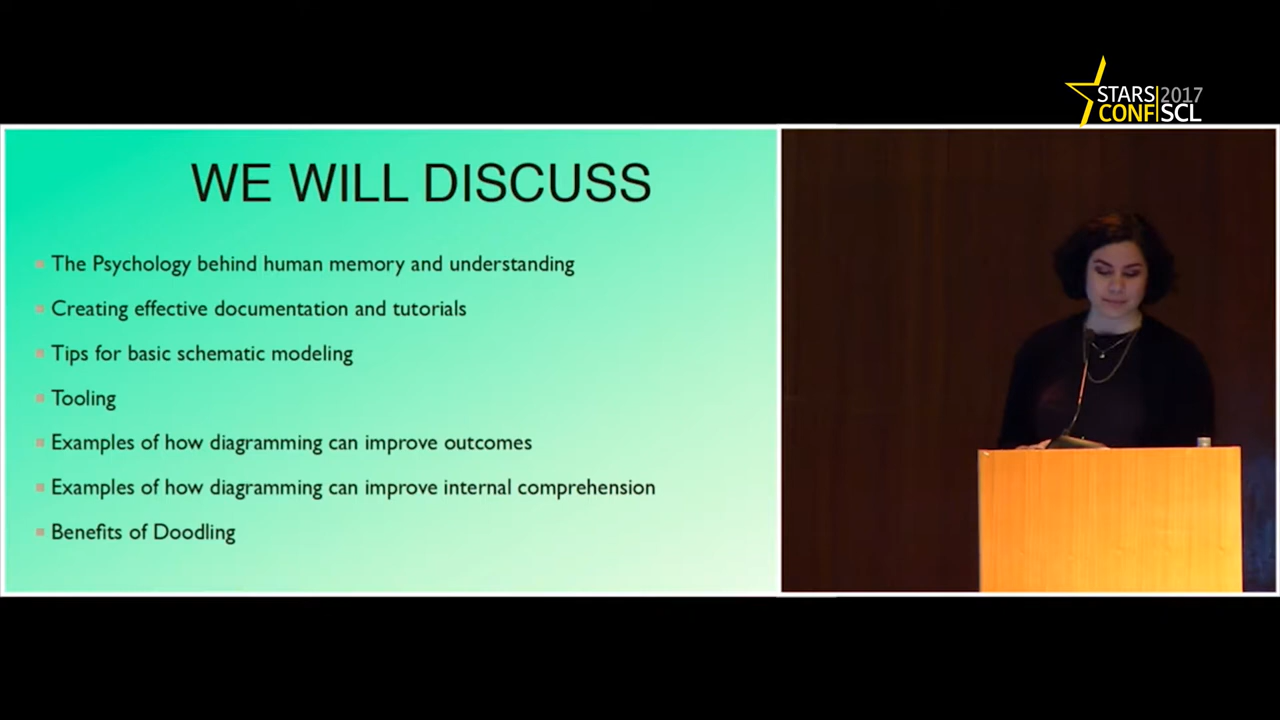 STARS 2017
CONF SCL
WE WILL DISCUSS
The Psychology behind human memory and understanding
Creating effective documentation and tutorials
Tips for basic schematic modeling
Tooling
Examples of how diagramming can improve outcomes
Examples of how diagramming can improve internal comprehension
Benefits of Doodling